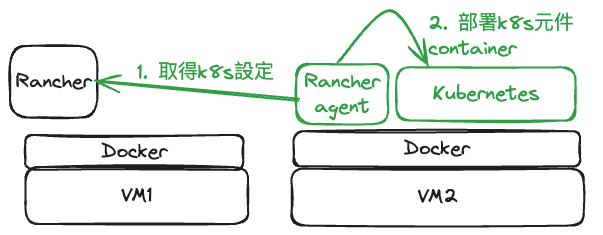 2. 部署k8s元件
container
1. 取得k8s設定
Rancher
Rancher
agent
Kubernetes
Docker
Docker
VM1
VM2